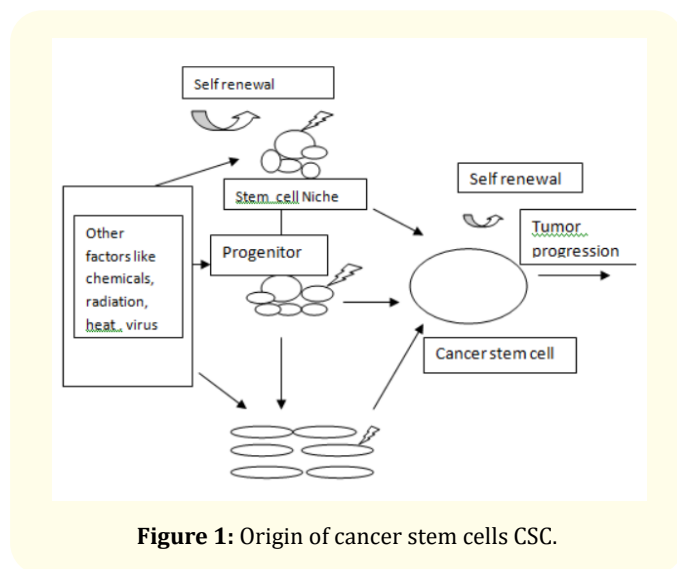 Self renewal
Stem cell Niche
Self renewal
Other
factors like
chemicals,
radiation,
heat , virus
Progenitor
Tumor
progression
Cancer stem cell
Figure 1: Origin of cancer stem cells CSC.